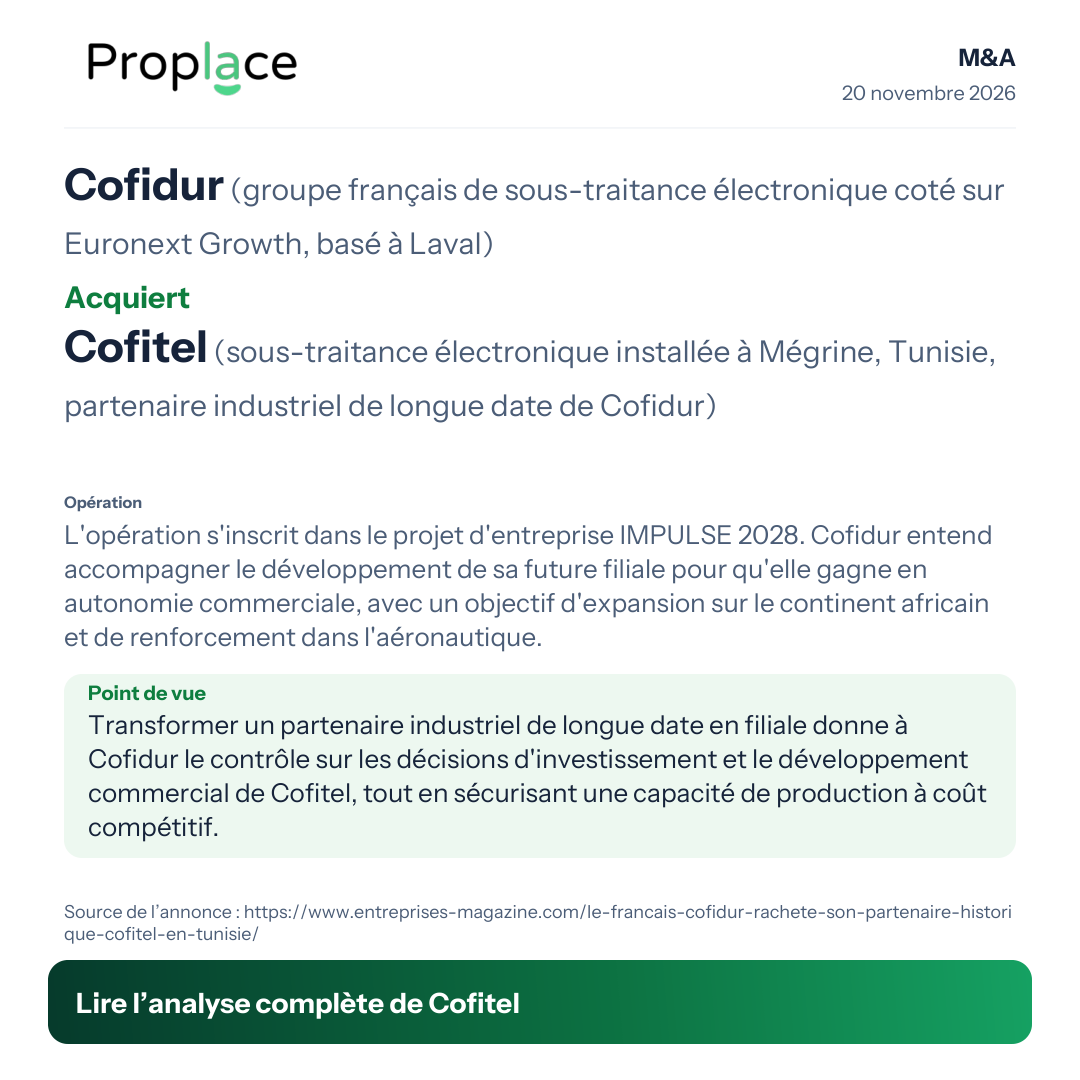 Proplace
M&A
20 novembre 2026
Cofidur (groupe français de sous-traitance électronique coté sur
Euronext Growth, basé à Laval)
Acquiert
Cofitel (sous-traitance électronique installée à Mégrine, Tunisie,
partenaire industriel de longue date de Cofidur)
Opération
L'opération s'inscrit dans le projet d'entreprise IMPULSE 2028. Cofidur entend
accompagner le développement de sa future filiale pour qu'elle gagne en
autonomie commerciale, avec un objectif d'expansion sur le continent africain
et de renforcement dans l'aéronautique.
Point de vue
Transformer un partenaire industriel de longue date en filiale donne à
Cofidur le contrôle sur les décisions d'investissement et le développement
commercial de Cofitel, tout en sécurisant une capacité de production à coût
compétitif.
Source de l’annonce : https://www.entreprises-magazine.com/le-francais-cofidur-rachete-son-partenaire-histori
que-cofitel-en-tunisie/
Lire l’analyse complète de Cofitel